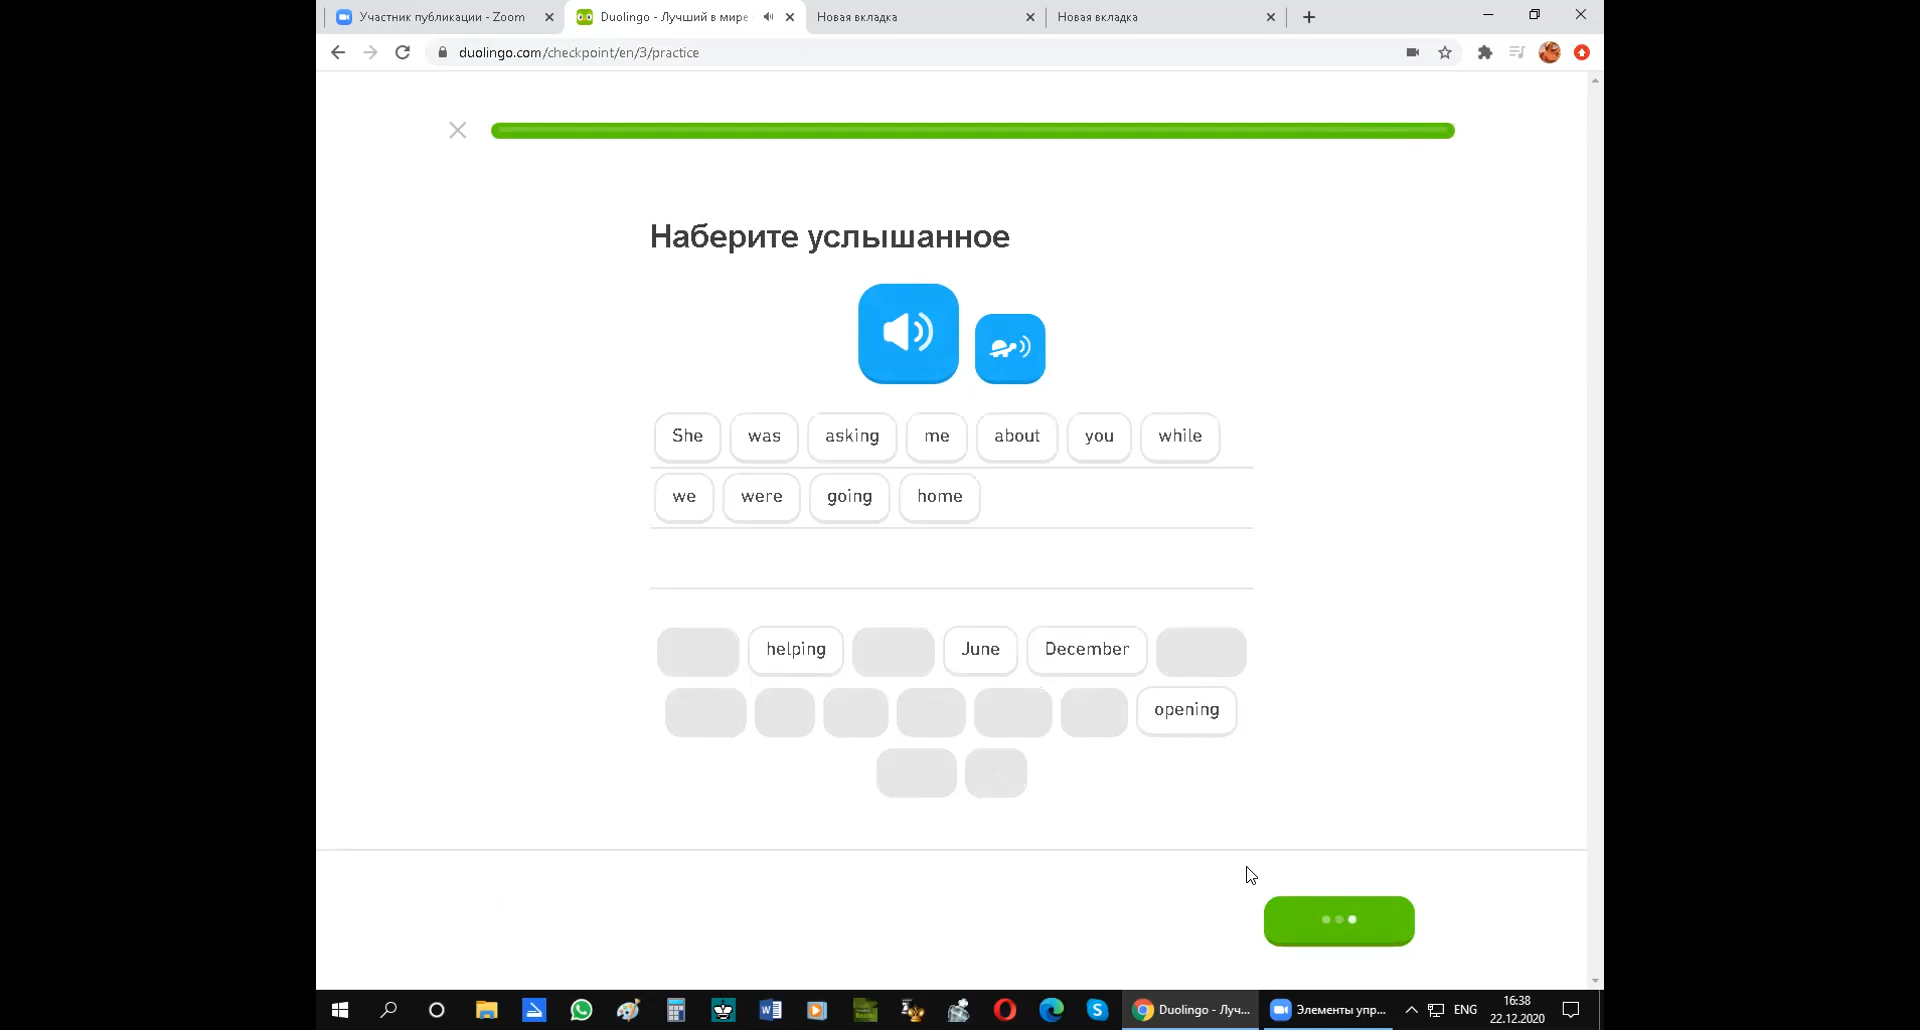 Участник публикации - Zoom
Duolingo - Лучший в мире
Новая вкладка
Новая вкладка
duolingo.com/checkpoint/en/3/practice
Наберите услышанное
She was asking me about you while
we were going home
helping June December
opening
Duolingo - Луч...
Элементы упр...
ENG
16:38
22.12.2020